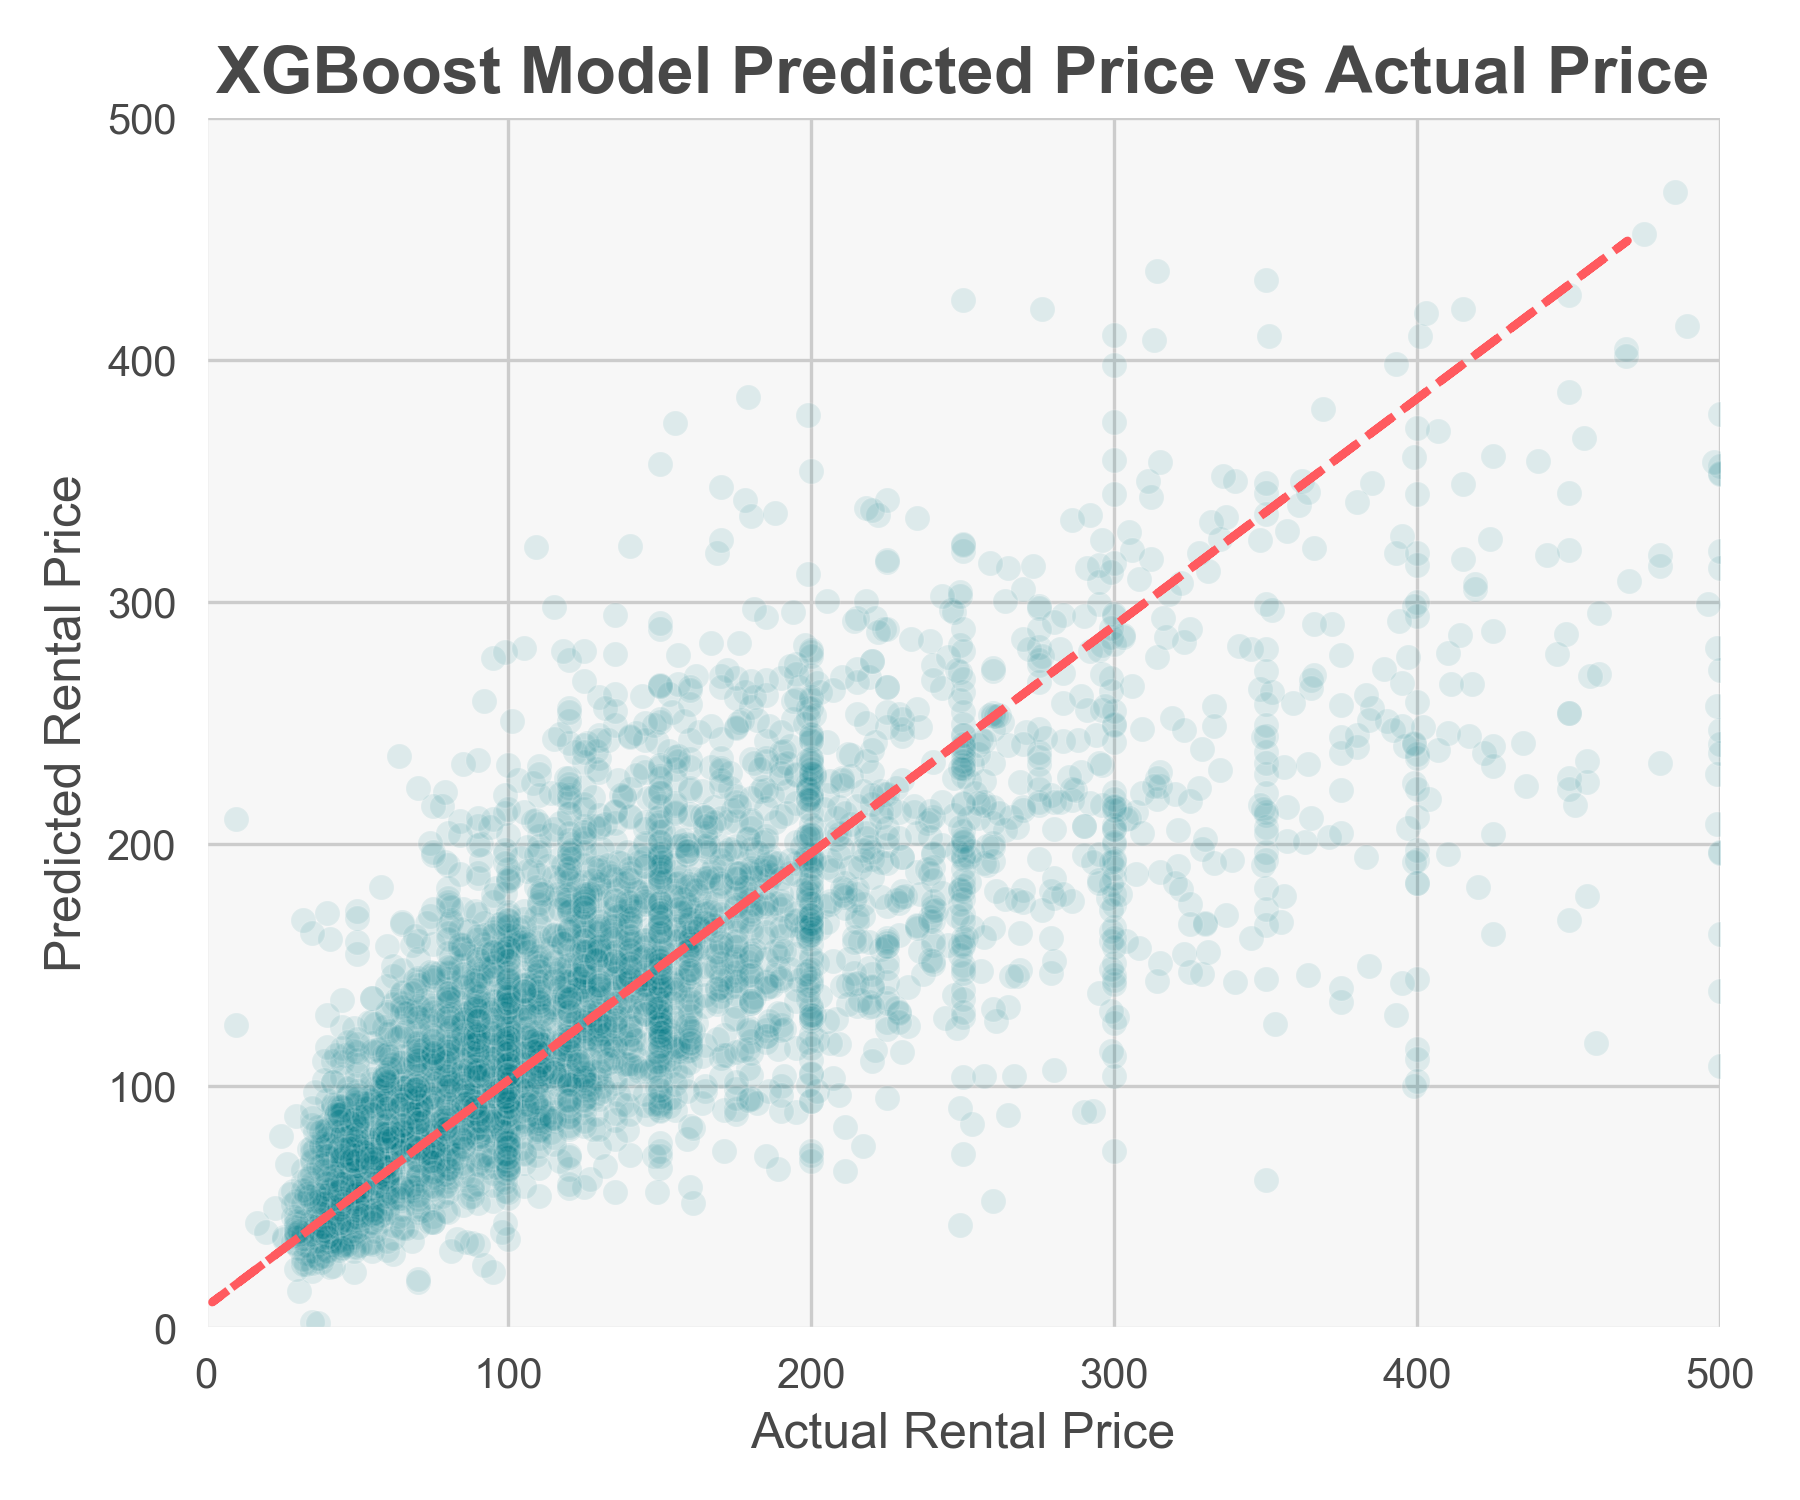 XGBoost Model Predicted Price vs Actual Price
500
400
300
200
100
0
Predicted Rental Price
0 100 200 300 400 500
Actual Rental Price